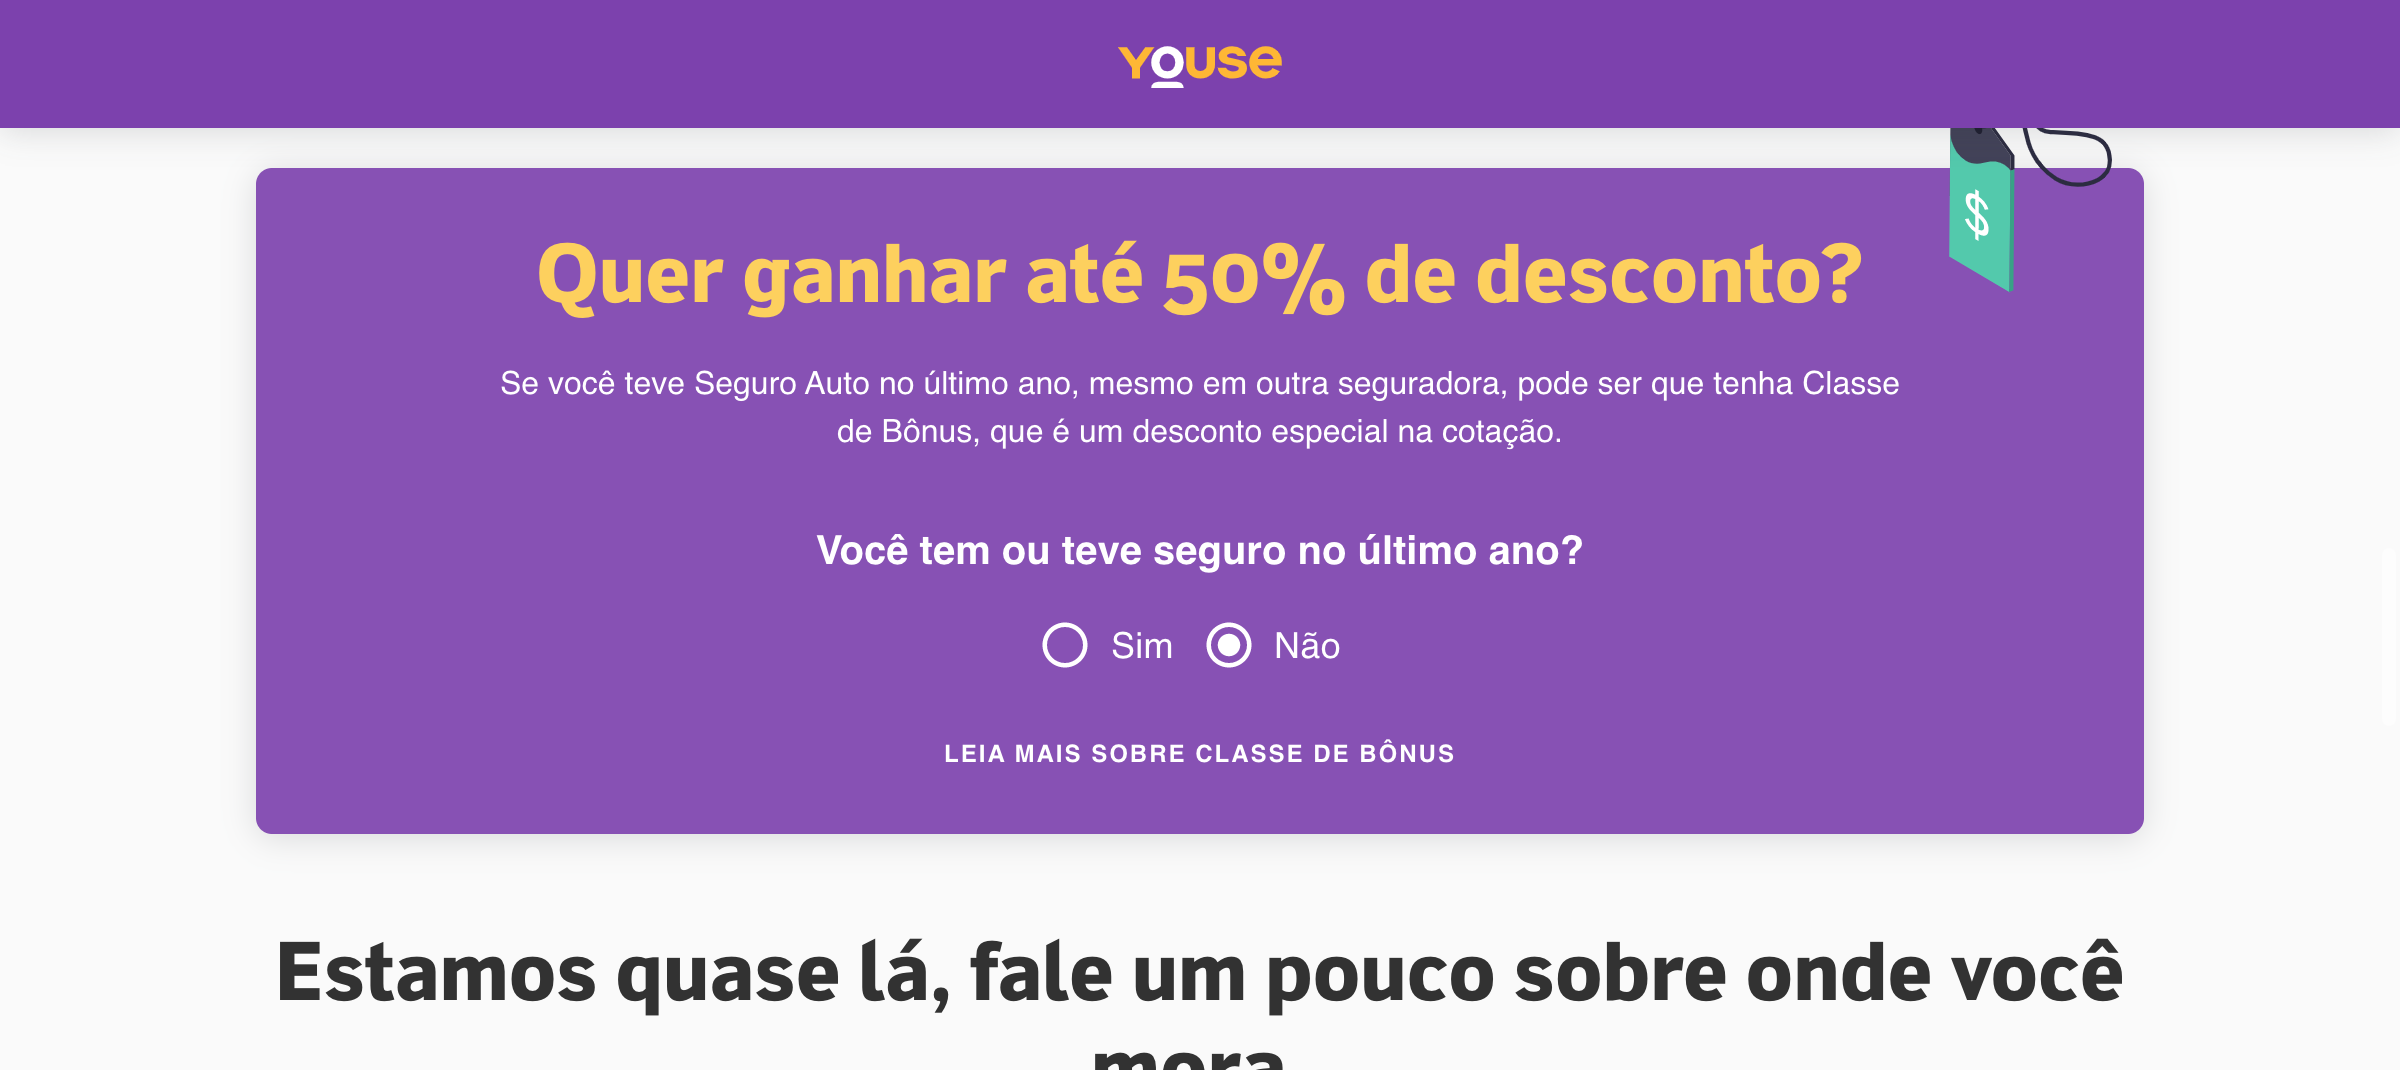 YOUSE
$
Quer ganhar até 50% de desconto?
Se você teve Seguro Auto no último ano, mesmo em outra seguradora, pode ser que tenha Classe
de Bônus, que é um desconto especial na cotação.
Você tem ou teve seguro no último ano?
Sim Não
LEIA MAIS SOBRE CLASSE DE BÔNUS
Estamos quase lá, fale um pouco sobre onde você
mora